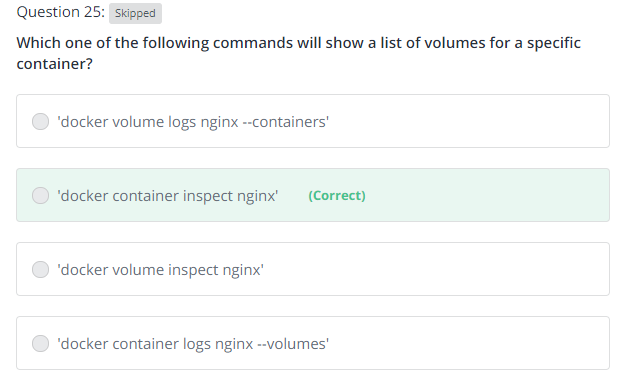 Question 25: Skipped
Which one of the following commands will show a list of volumes for a specific
container?
'docker volume logs nginx --containers'
'docker container inspect nginx' (Correct)
'docker volume inspect nginx'
'docker container logs nginx --volumes'